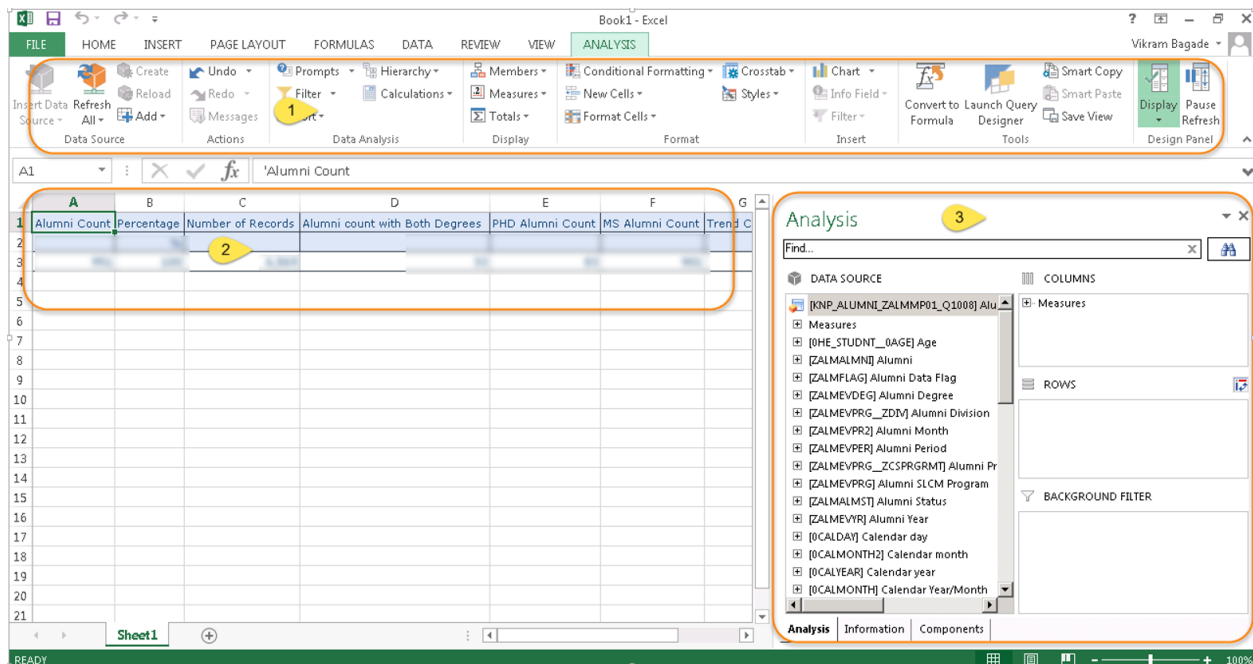 Book1 - Excel
FILE HOME INSERT PAGE LAYOUT FORMULAS DATA REVIEW VIEW ANALYSIS Vikram Bagade
Create Undo Prompts Hierarchy Members Conditional Formatting Crosstab Chart Smart Copy
Insert Data Refresh Reload Redo Filter Calculations Measures New Cells Styles Info Field Convert to Launch Query Smart Paste Display Pause
Source All Add Messages 1 Totals Format Cells Filter Formula Designer Save View Refresh
Data Source Actions Data Analysis Display Format Insert Tools Design Panel
A1 fx 'Alumni Count
A B C D E F G
1 Alumni Count Percentage Number of Records Alumni count with Both Degrees PHD Alumni Count MS Alumni Count Trend C
2
2
3
4
5
6
7
8
9
10
11
12
13
14
15
16
17
18
19
20
21
Sheet1
READY 100%
Analysis 3
Find...
DATA SOURCE
[KNP_ALUMNI_ZALMMP01_Q1008] Alu
Measures
[0HE_STUDNT__0AGE] Age
[ZALMALMNI] Alumni
[ZALMFLAG] Alumni Data Flag
[ZALMEVDEG] Alumni Degree
[ZALMEVPRG__ZDIV] Alumni Division
[ZALMEVPR2] Alumni Month
[ZALMEVPER] Alumni Period
[ZALMEVPRG__ZCSPRGRMT] Alumni Pr
[ZALMEVPRG] Alumni SLCM Program
[ZALMALMST] Alumni Status
[ZALMEVYR] Alumni Year
[0CALDAY] Calendar day
[0CALMONTH2] Calendar month
[0CALYEAR] Calendar year
[0CALMONTH] Calendar Year/Month
COLUMNS
Measures
ROWS
BACKGROUND FILTER
Analysis Information Components